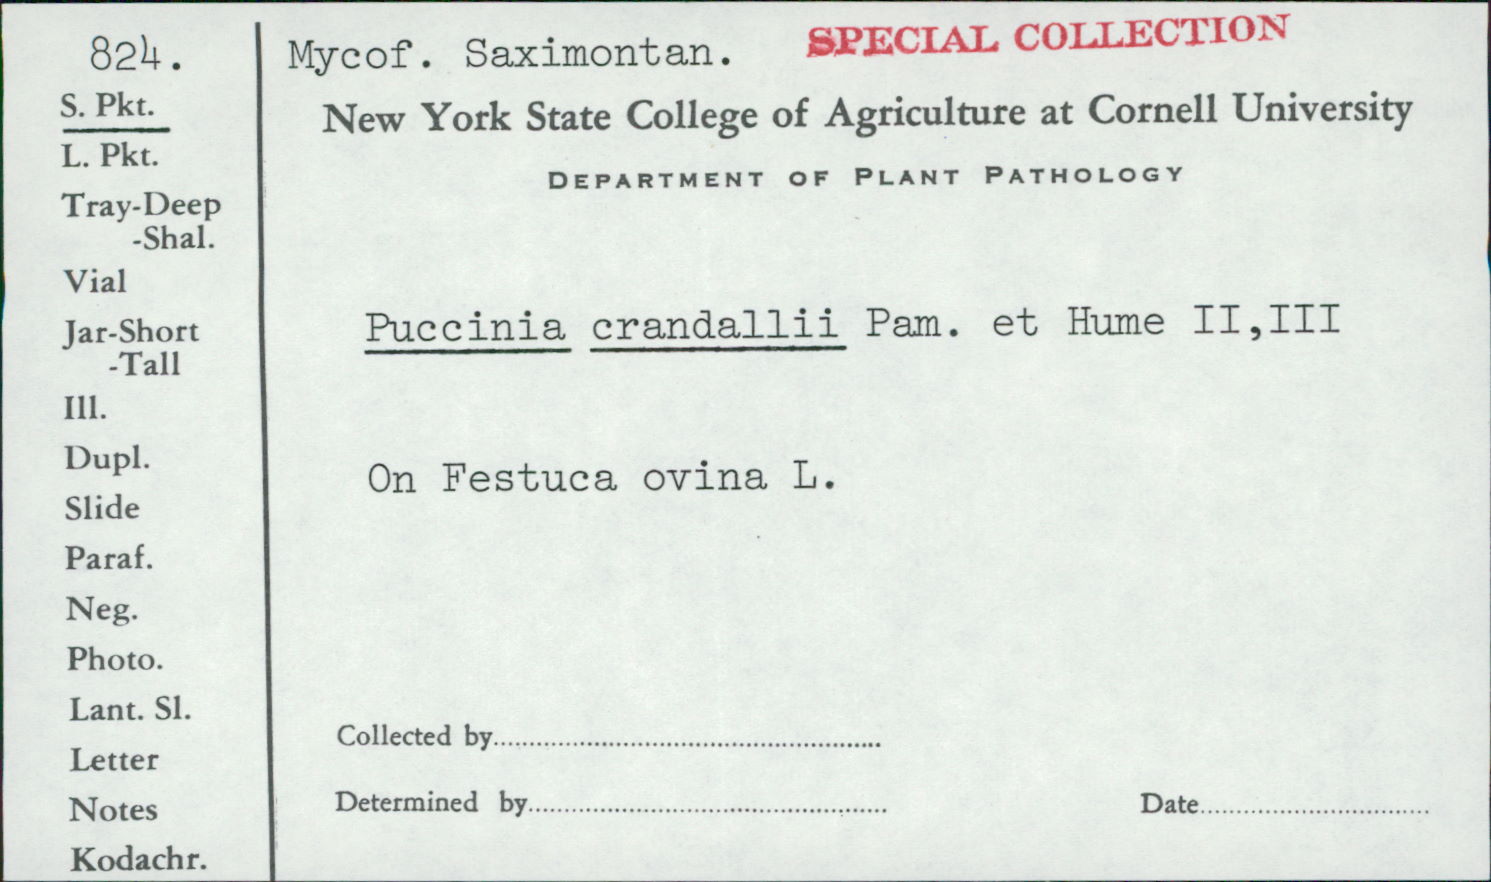 824.
S. Pkt.
L. Pkt.
Tray-Deep
-Shal.
Vial
Jar-Short
-Tall
Ill.
Dupl.
Slide
Paraf.
Neg.
Photo.
Lant. Sl.
Letter
Notes
Kodachr.
Mycof. Saximontan. SPECIAL COLLECTION
New York State College of Agriculture at Cornell University
DEPARTMENT OF PLANT PATHOLOGY
Puccinia crandallii Pam. et Hume II,III
On Festuca ovina L.
Collected by
Determined by Date